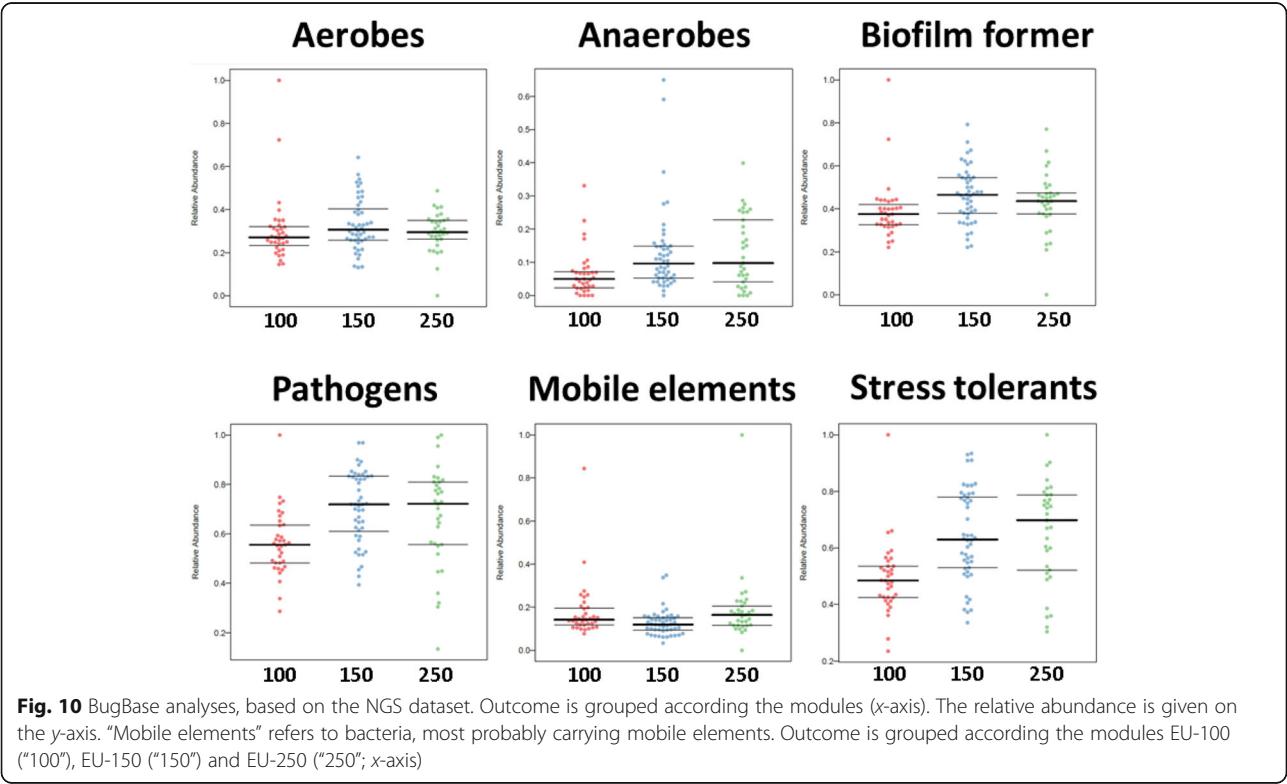 Aerobes
Anaerobes
Biofilm former
Relative Abundance
1.0
0.8
0.6
0.4
0.2
0.0
100 150 250
Relative Abundance
0.6
0.5
0.4
0.3
0.2
0.1
0.0
100 150 250
Relative Abundance
1.0
0.8
0.6
0.4
0.2
0.0
100 150 250
Pathogens
Mobile elements
Stress tolerants
Relative Abundance
1.0
0.8
0.6
0.4
0.2
100 150 250
Relative Abundance
1.0
0.8
0.6
0.4
0.2
0.0
100 150 250
Relative Abundance
1.0
0.8
0.6
0.4
0.2
100 150 250
Fig. 10 BugBase analyses, based on the NGS dataset. Outcome is grouped according the modules (x-axis). The relative abundance is given on
the y-axis. “Mobile elements” refers to bacteria, most probably carrying mobile elements. Outcome is grouped according the modules EU-100
(“100”), EU-150 (“150”) and EU-250 (“250”; x-axis)